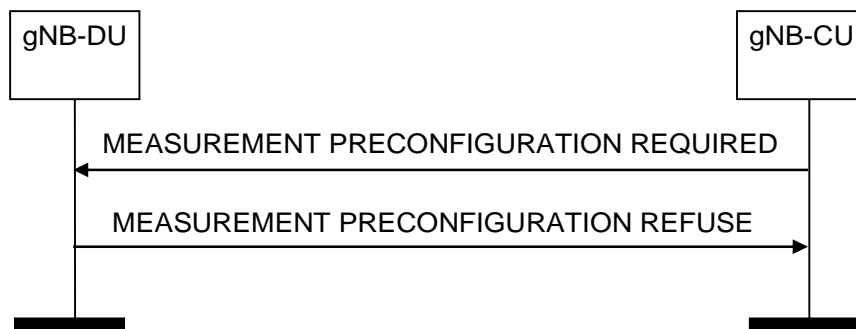 gNB-DU
gNB-CU
MEASUREMENT PRECONFIGURATION REQUIRED
MEASUREMENT PRECONFIGURATION REFUSE